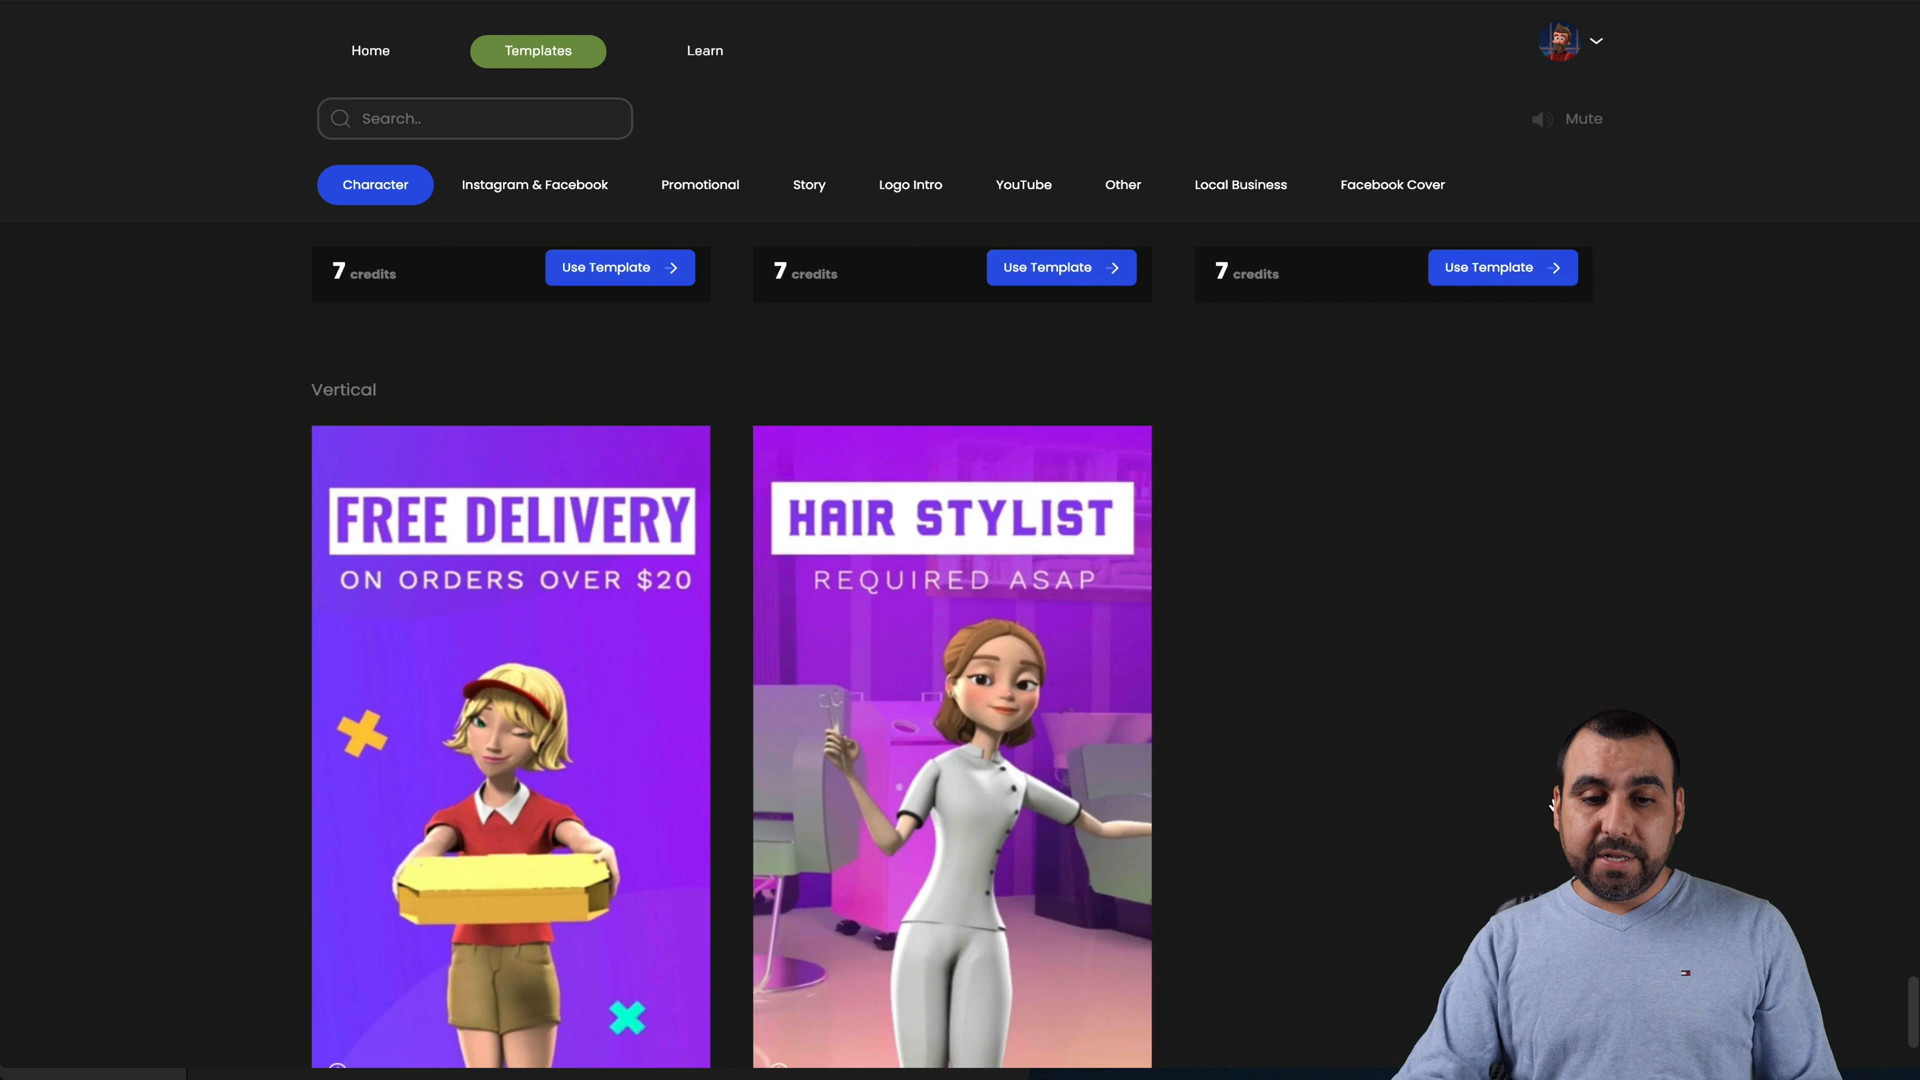 Home Templates Learn
Search..
Mute
Character Instagram & Facebook Promotional Story Logo Intro YouTube Other Local Business Facebook Cover
7 credits Use Template 7 credits Use Template 7 credits Use Template
Vertical
FREE DELIVERY
ON ORDERS OVER $20
HAIR STYLIST
REQUIRED ASAP